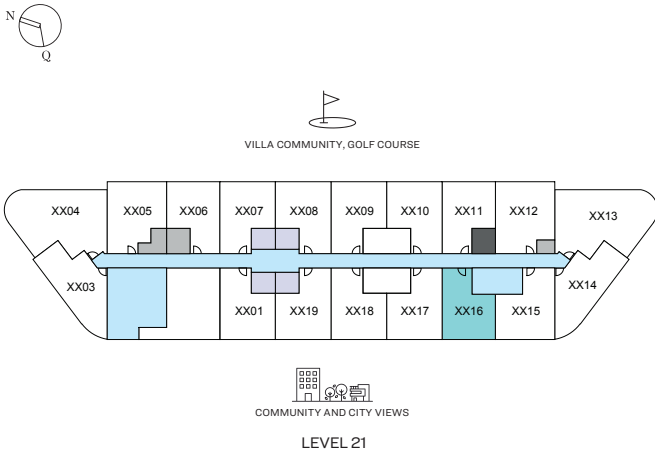 N
Q
VILLA COMMUNITY, GOLF COURSE
XX04 XX05 XX06 XX07 XX08 XX09 XX10 XX11 XX12 XX13
XX03 XX14
XX01 XX19 XX18 XX17 XX16 XX15
COMMUNITY AND CITY VIEWS
LEVEL 21